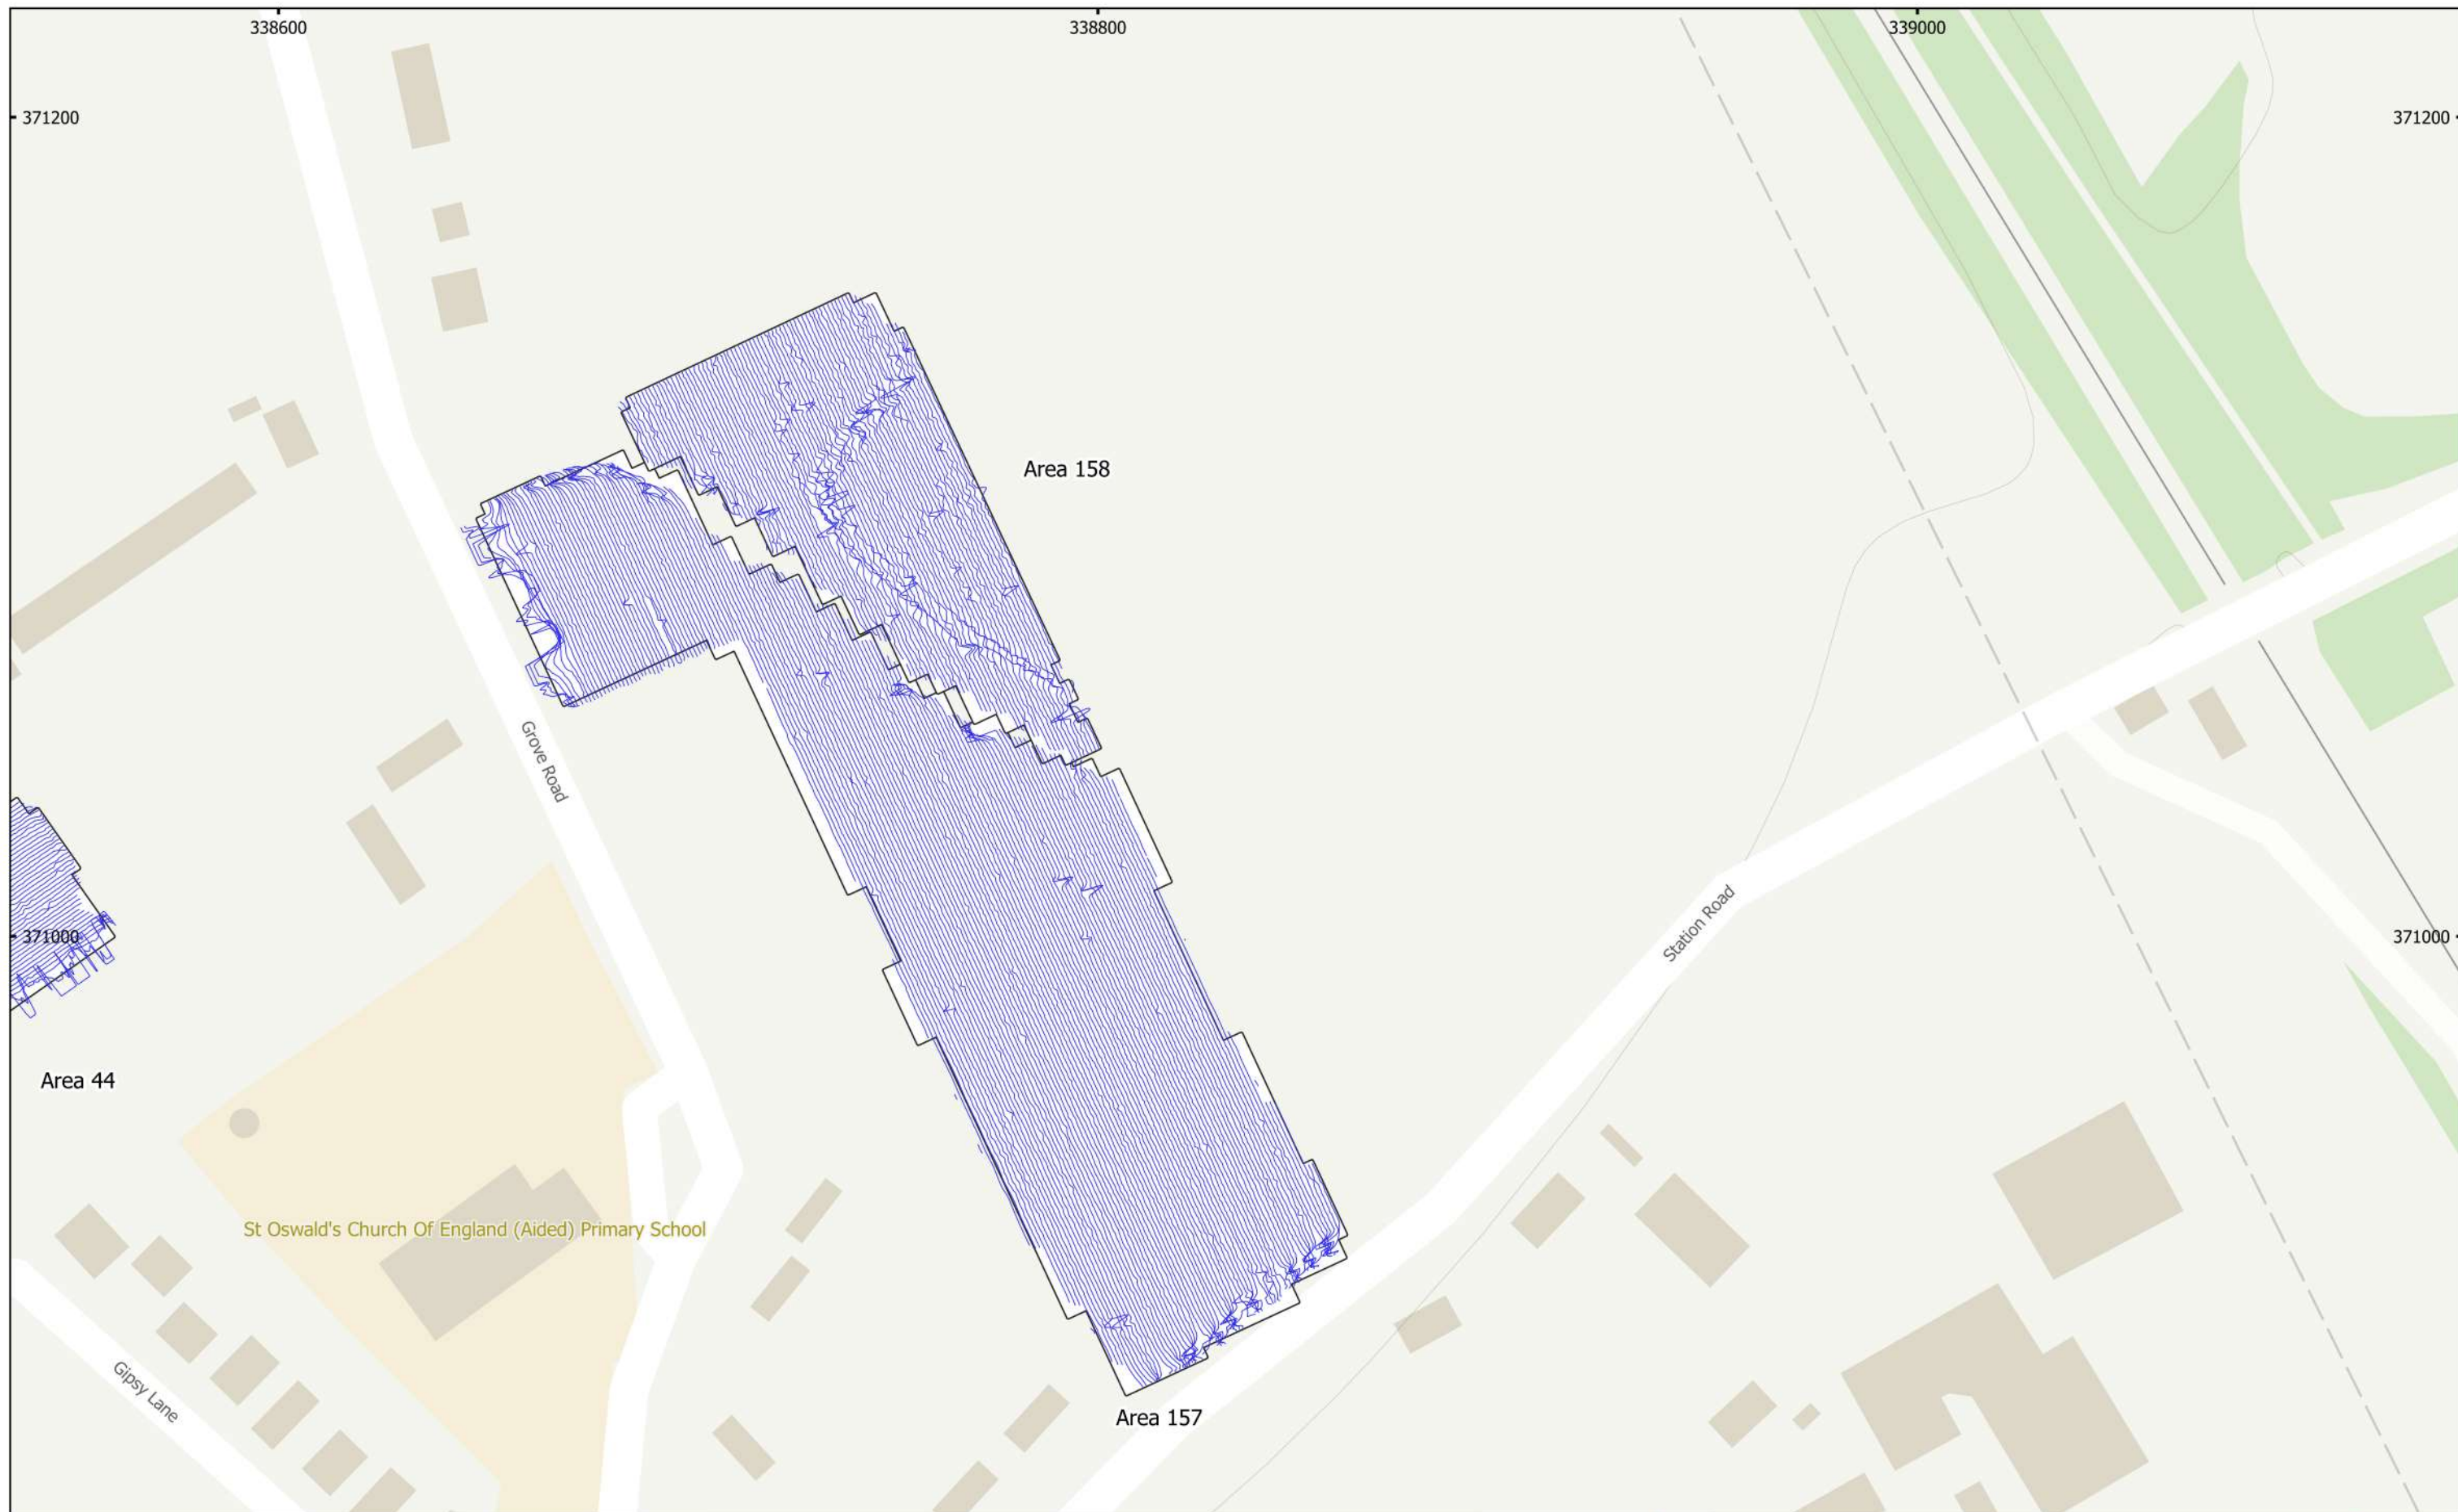 338600
338800
339000
371200
371200
Area 158
Grove Road
371000
371000
Station Road
Area 44
St Oswald's Church Of England (Aided) Primary School
Gipsy Lane
Area 157